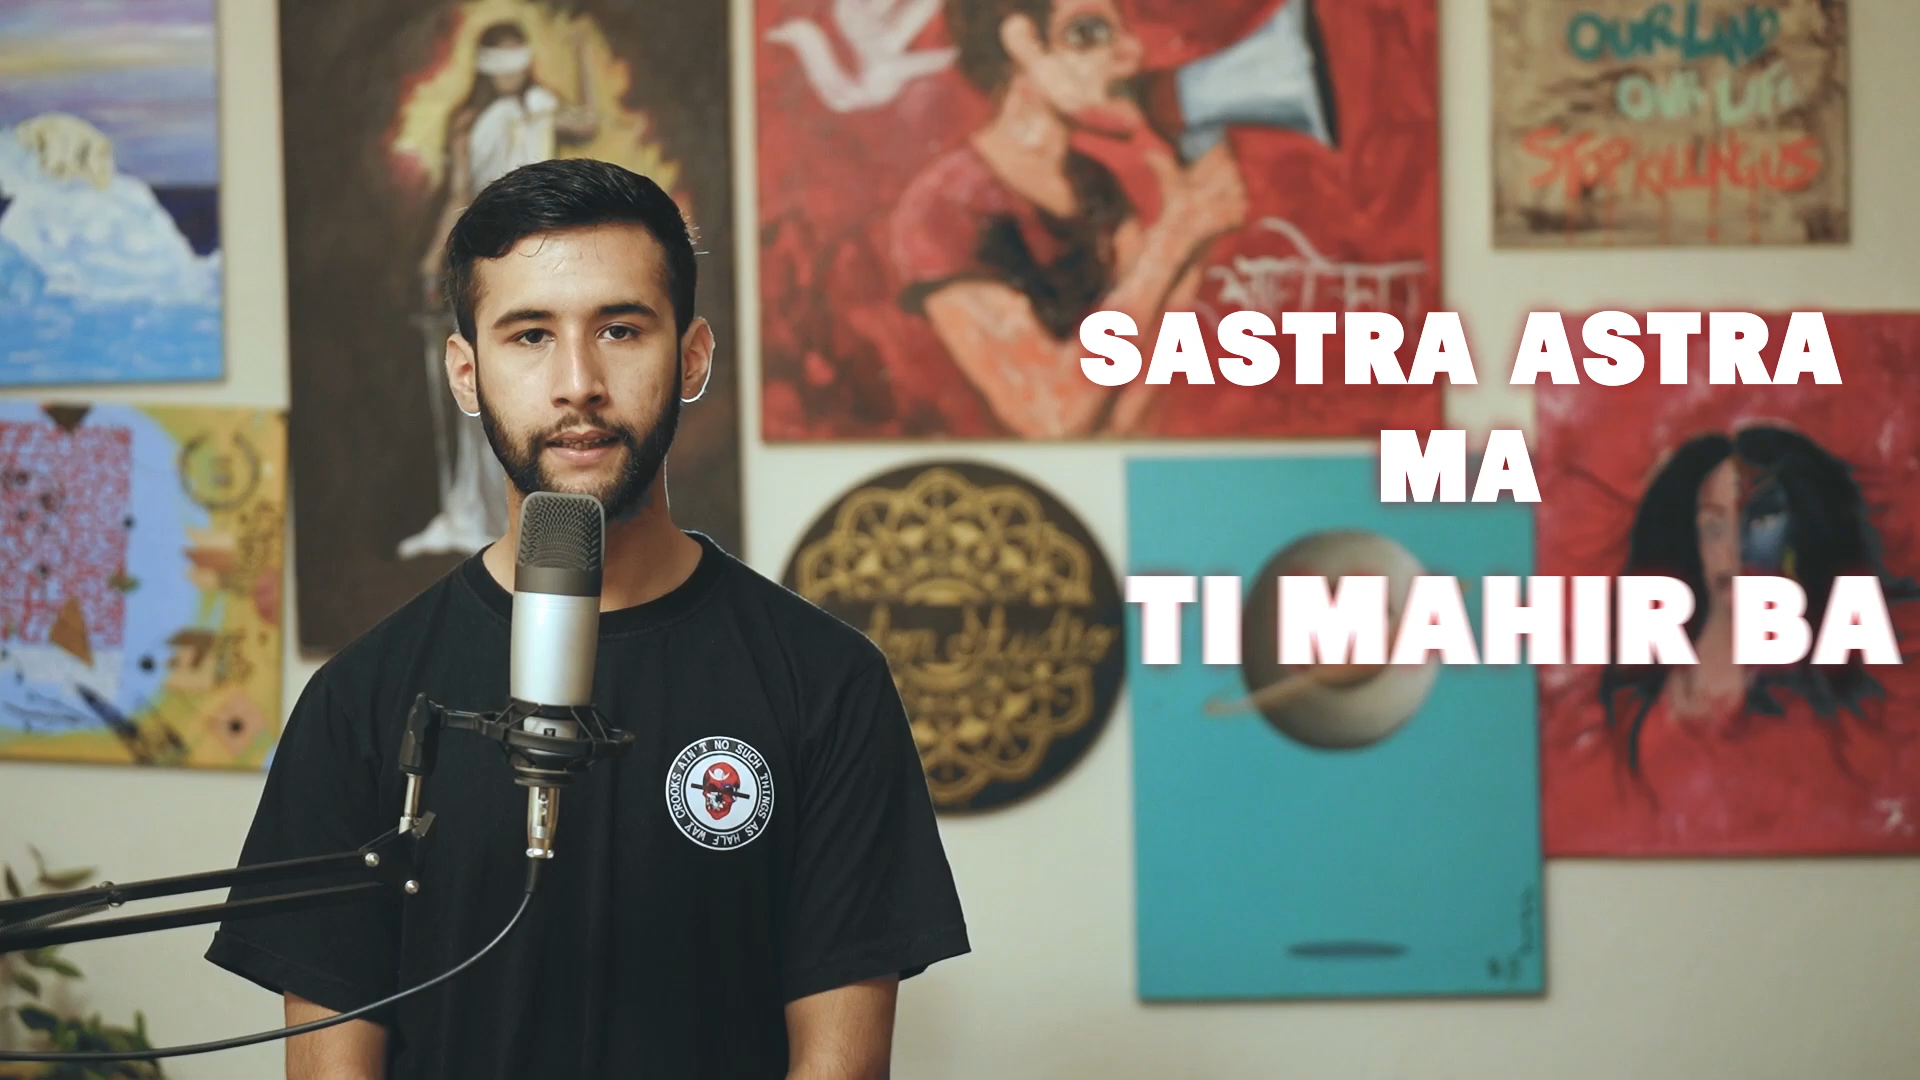 OUR LAND
OUR LIFE
STOP KILLING US
SASTRA ASTRA
MA
TI MAHIR BA
Studio
AIN'T NO SUCH THINGS AS HALF WAY CROOKS